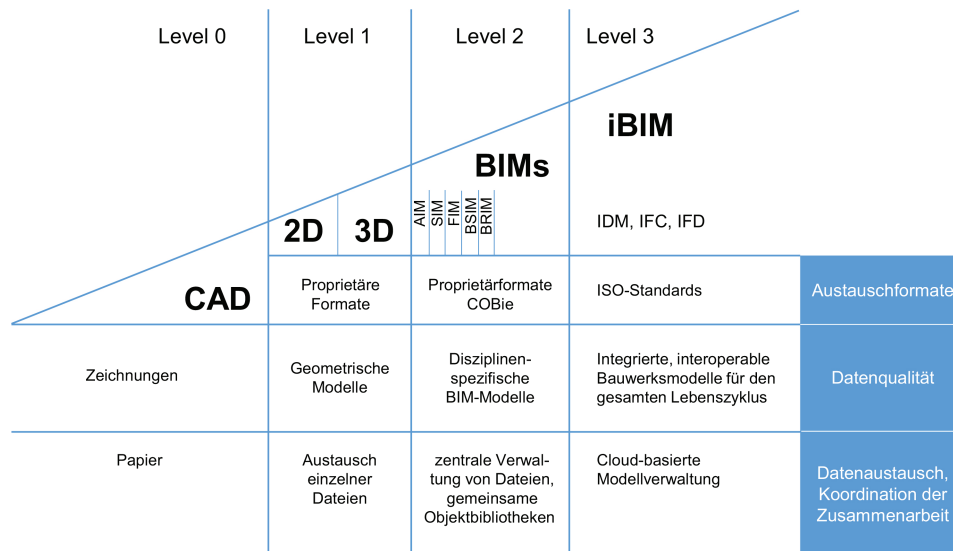 Level 0
Level 1
Level 2
Level 3
iBIM
BIMs
AIM
SIM
FIM
BSIM
BRIM
IDM, IFC, IFD
2D
3D
CAD
Proprietäre
Formate
Proprietärformate
COBie
ISO-Standards
Austauschformate
Zeichnungen
Geometrische
Modelle
Disziplinen-
spezifische
BIM-Modelle
Integrierte, interoperable
Bauwerksmodelle für den
gesamten Lebenszyklus
Datenqualität
Papier
Austausch
einzelner
Dateien
zentrale Verwal-
tung von Dateien,
gemeinsame
Objektbibliotheken
Cloud-basierte
Modellverwaltung
Datenaustausch,
Koordination der
Zusammenarbeit